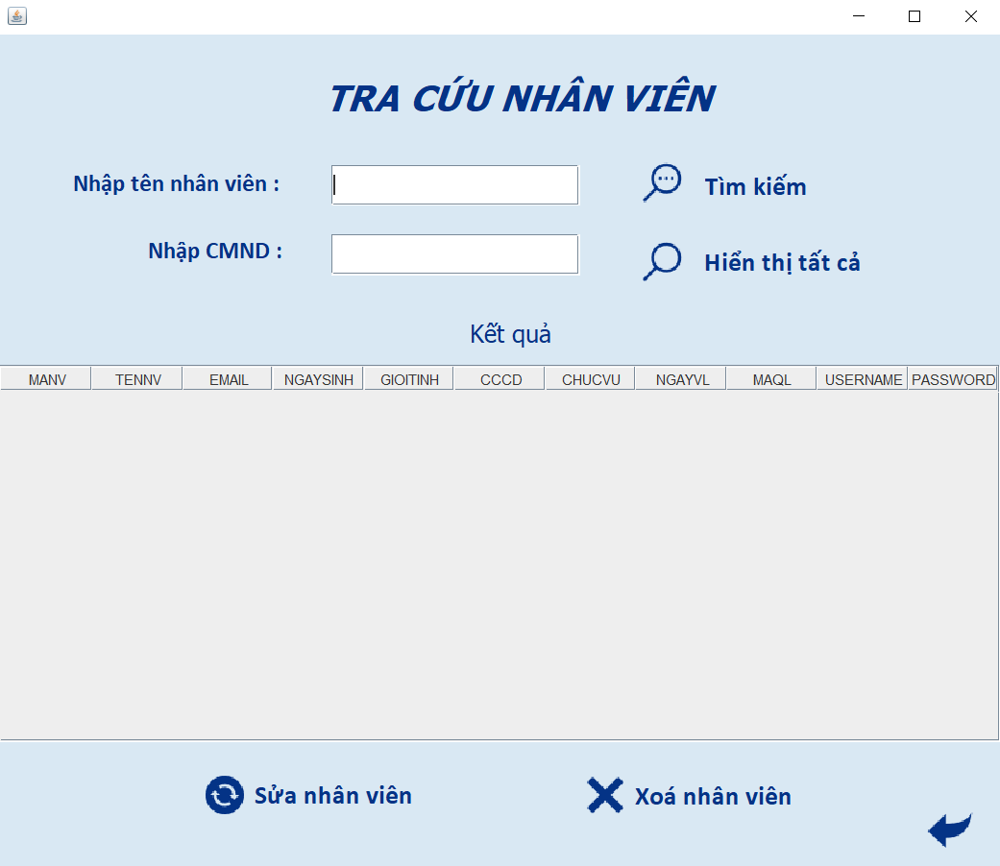 TRA CỨU NHÂN VIÊN
Nhập tên nhân viên :
Tìm kiếm
Nhập CMND :
Hiển thị tất cả
Kết quả
MANV TENNV EMAIL NGAYSINH GIOITINH CCCD CHUCVU NGAYVL MAQL USERNAME PASSWORD
Sửa nhân viên
Xoá nhân viên